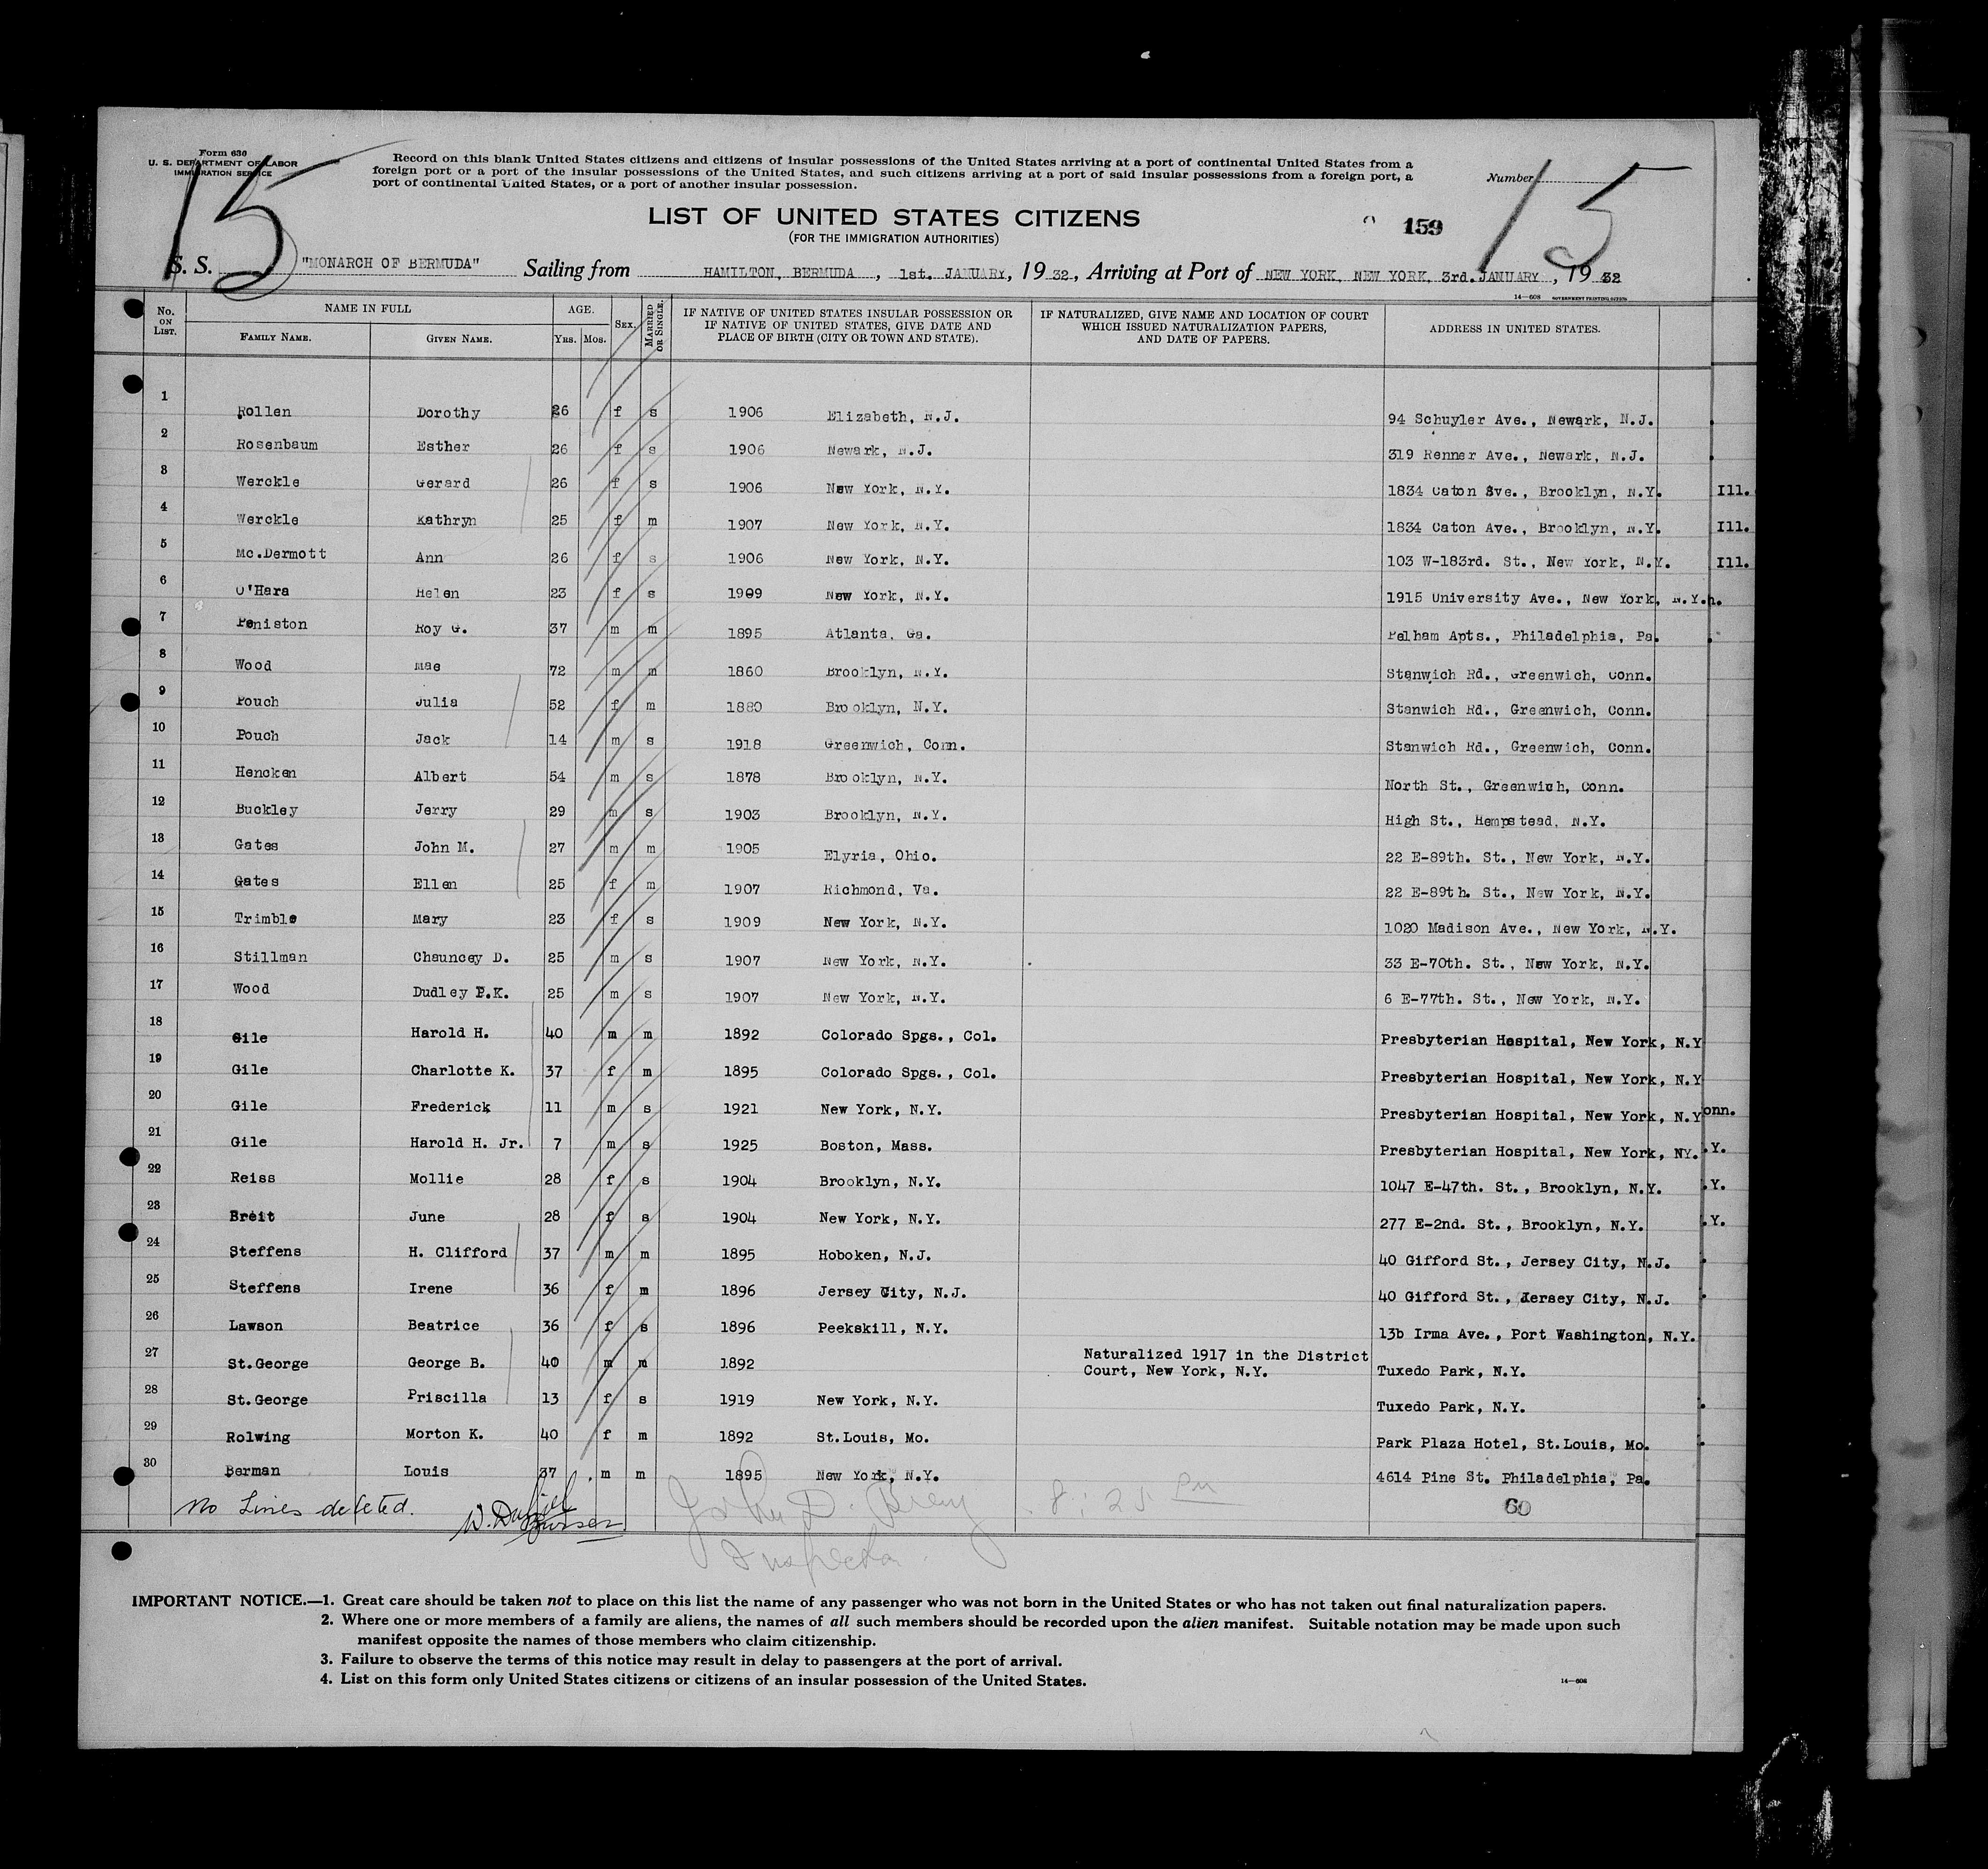 Form 630
U. S. DEPARTMENT OF LABOR
IMMIGRATION SERVICE
15
Record on this blank United States citizens and citizens of insular possessions of the United States arriving at a port of continental United States from a
foreign port or a port of the insular possessions of the United States, and such citizens arriving at a port of said insular possessions from a foreign port, a
port of continental United States, or a port of another insular possession.
Number
15
LIST OF UNITED STATES CITIZENS
(FOR THE IMMIGRATION AUTHORITIES)
159
S. S. "MONARCH OF BERMUDA" Sailing from HAMILTON, BERMUDA, 1st. JANUARY, 1932, Arriving at Port of NEW YORK, NEW YORK, 3rd. JANUARY, 1932
14—608 GOVERNMENT PRINTING OFFICE
No. ON LIST. NAME IN FULL FAMILY NAME. GIVEN NAME. AGE. YRS. MOS. SEX. MARRIED OR SINGLE. IF NATIVE OF UNITED STATES INSULAR POSSESSION OR IF NATIVE OF UNITED STATES, GIVE DATE AND PLACE OF BIRTH (CITY OR TOWN AND STATE). IF NATURALIZED, GIVE NAME AND LOCATION OF COURT WHICH ISSUED NATURALIZATION PAPERS, AND DATE OF PAPERS. ADDRESS IN UNITED STATES.
1 Rollen Dorothy 26 f s 1906 Elizabeth, N.J. 94 Schuyler Ave., Newark, N.J.
2 Rosenbaum Esther 26 f s 1906 Newark, N.J. 319 Renner Ave., Newark, N.J.
3 Werckle Gerard 26 f s 1906 New York, N.Y. 1834 Caton Ave., Brooklyn, N.Y. Ill.
4 Werckle Kathryn 25 f m 1907 New York, N.Y. 1834 Caton Ave., Brooklyn, N.Y. Ill.
5 Mc.Dermott Ann 26 f s 1906 New York, N.Y. 103 W-183rd. St., New York, N.Y. Ill.
6 O'Hara Helen 23 f s 1909 New York, N.Y. 1915 University Ave., New York, N.Y. n.
7 Peniston Roy G. 37 m m 1895 Atlanta, Ga. Pelham Apts., Philadelphia, Pa.
8 Wood Mae 72 m m 1860 Brooklyn, N.Y. Stanwich Rd., Greenwich, Conn.
9 Pouch Julia 52 f m 1880 Brooklyn, N.Y. Stanwich Rd., Greenwich, Conn.
10 Pouch Jack 14 m s 1918 Greenwich, Conn. Stanwich Rd., Greenwich, Conn.
11 Hencken Albert 54 m s 1878 Brooklyn, N.Y. North St., Greenwich, Conn.
12 Buckley Jerry 29 m s 1903 Brooklyn, N.Y. High St., Hempstead, N.Y.
13 Gates John M. 27 m m 1905 Elyria, Ohio. 22 E-89th. St., New York, N.Y.
14 Gates Ellen 25 f m 1907 Richmond, Va. 22 E-89th. St., New York, N.Y.
15 Trimble Mary 23 f s 1909 New York, N.Y. 1020 Madison Ave., New York, N.Y.
16 Stillman Chauncey D. 25 m s 1907 New York, N.Y. 33 E-70th. St., New York, N.Y.
17 Wood Dudley P.K. 25 m s 1907 New York, N.Y. 6 E-77th. St., New York, N.Y.
18 Gile Harold H. 40 m m 1892 Colorado Spgs., Col. Presbyterian Hospital, New York, N.Y
19 Gile Charlotte K. 37 f m 1895 Colorado Spgs., Col. Presbyterian Hospital, New York, N.Y
20 Gile Frederick 11 m s 1921 New York, N.Y. Presbyterian Hospital, New York, N.Y onn.
21 Gile Harold H. Jr. 7 m s 1925 Boston, Mass. Presbyterian Hospital, New York, NY. .Y.
22 Reiss Mollie 28 f s 1904 Brooklyn, N.Y. 1047 E-47th. St., Brooklyn, N.Y. .Y.
23 Breit June 28 f s 1904 New York, N.Y. 277 E-2nd. St., Brooklyn, N.Y. .Y.
24 Steffens H. Clifford 37 m m 1895 Hoboken, N.J. 40 Gifford St., Jersey City, N.J.
25 Steffens Irene 36 f m 1896 Jersey City, N.J. 40 Gifford St., Jersey City, N.J.
26 Lawson Beatrice 36 f s 1896 Peekskill, N.Y. 13b Irma Ave., Port Washington, N.Y.
27 St.George George B. 40 m m 1892 Naturalized 1917 in the District Court, New York, N.Y. Tuxedo Park, N.Y.
28 St.George Priscilla 13 f s 1919 New York, N.Y. Tuxedo Park, N.Y.
29 Rolwing Morton K. 40 f m 1892 St.Louis, Mo. Park Plaza Hotel, St.Louis, Mo.
30 Berman Louis 37 m m 1895 New York, N.Y. 4614 Pine St. Philadelphia, Pa.
No Lines deleted. W. Daniel Purser John D. 8:25 pm 60
Inspector.
IMPORTANT NOTICE.—1. Great care should be taken not to place on this list the name of any passenger who was not born in the United States or who has not taken out final naturalization papers.
2. Where one or more members of a family are aliens, the names of all such members should be recorded upon the alien manifest. Suitable notation may be made upon such
manifest opposite the names of those members who claim citizenship.
3. Failure to observe the terms of this notice may result in delay to passengers at the port of arrival.
4. List on this form only United States citizens or citizens of an insular possession of the United States.
14—608